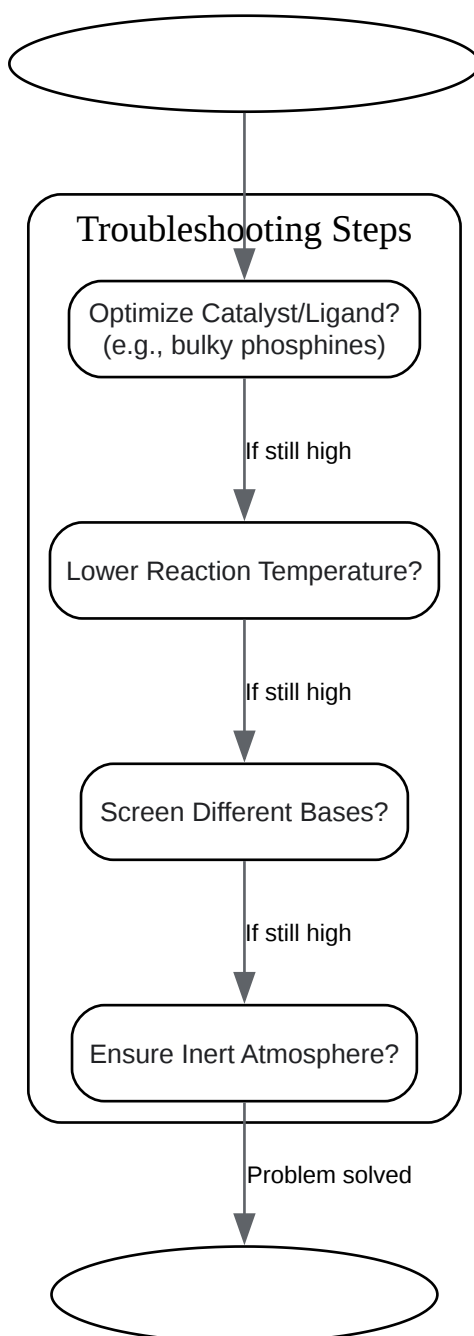 Troubleshooting Steps
Optimize Catalyst/Ligand?
(e.g., bulky phosphines)
If still high
Lower Reaction Temperature?
If still high
Screen Different Bases?
If still high
Ensure Inert Atmosphere?
Problem solved